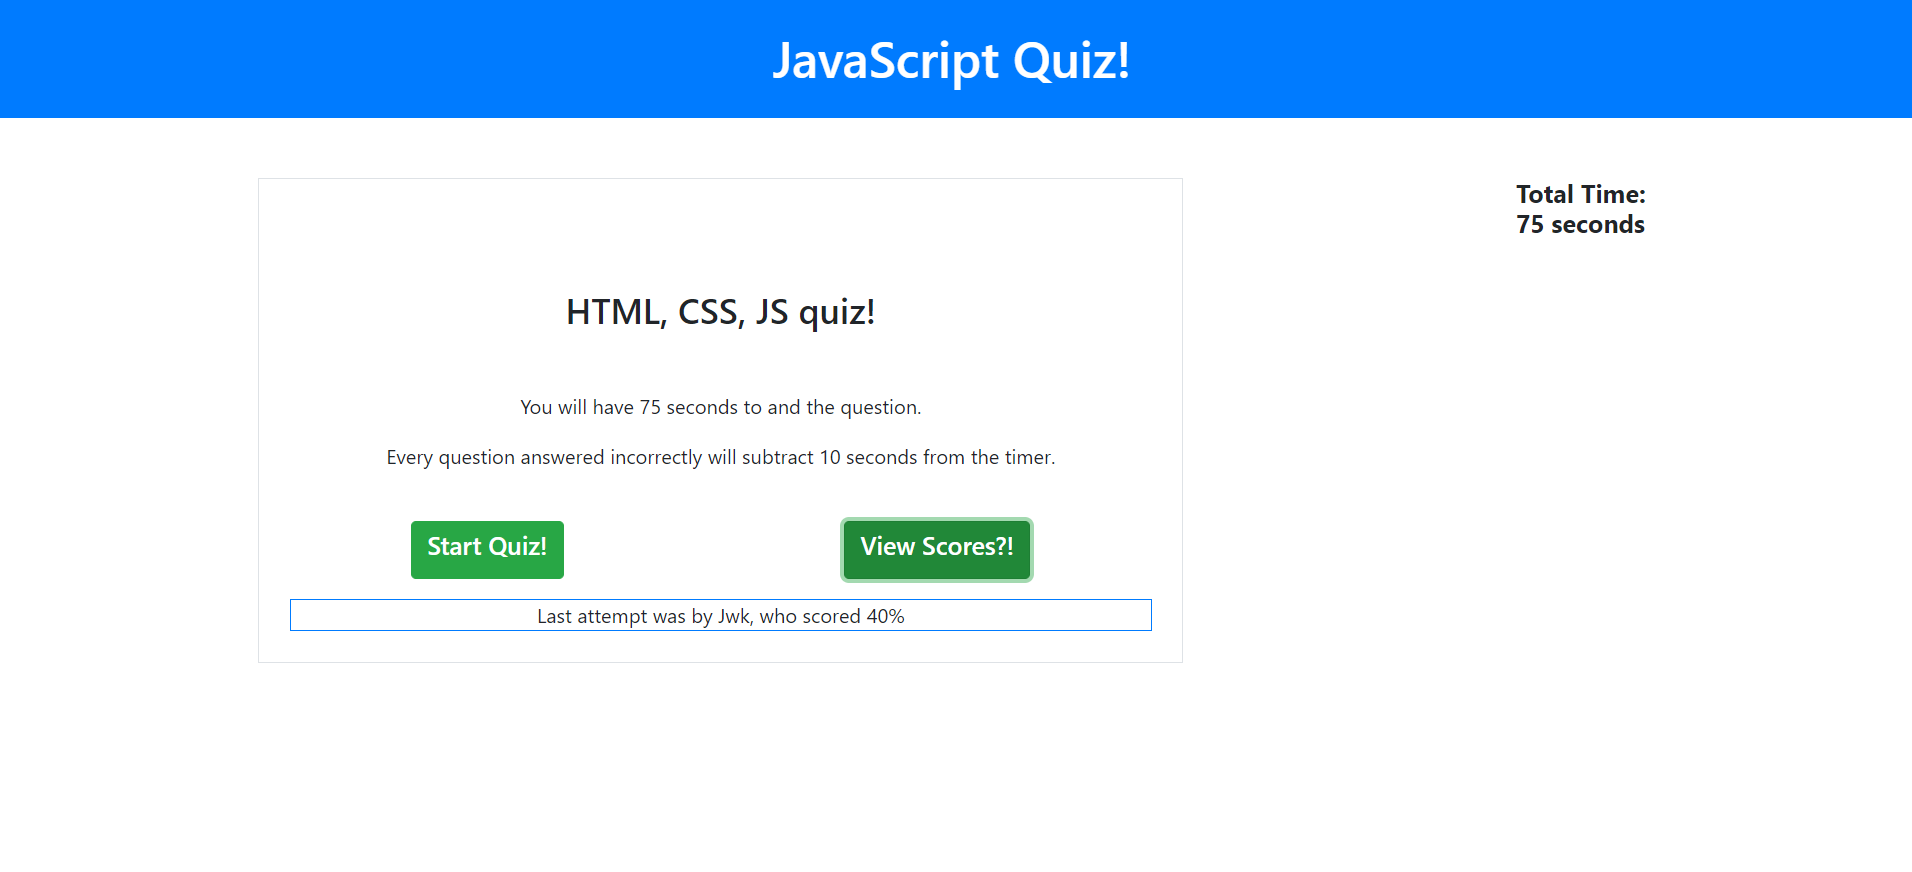 JavaScript Quiz!
Total Time:
75 seconds
HTML, CSS, JS quiz!
You will have 75 seconds to and the question.
Every question answered incorrectly will subtract 10 seconds from the timer.
Start Quiz!
View Scores?!
Last attempt was by Jwk, who scored 40%